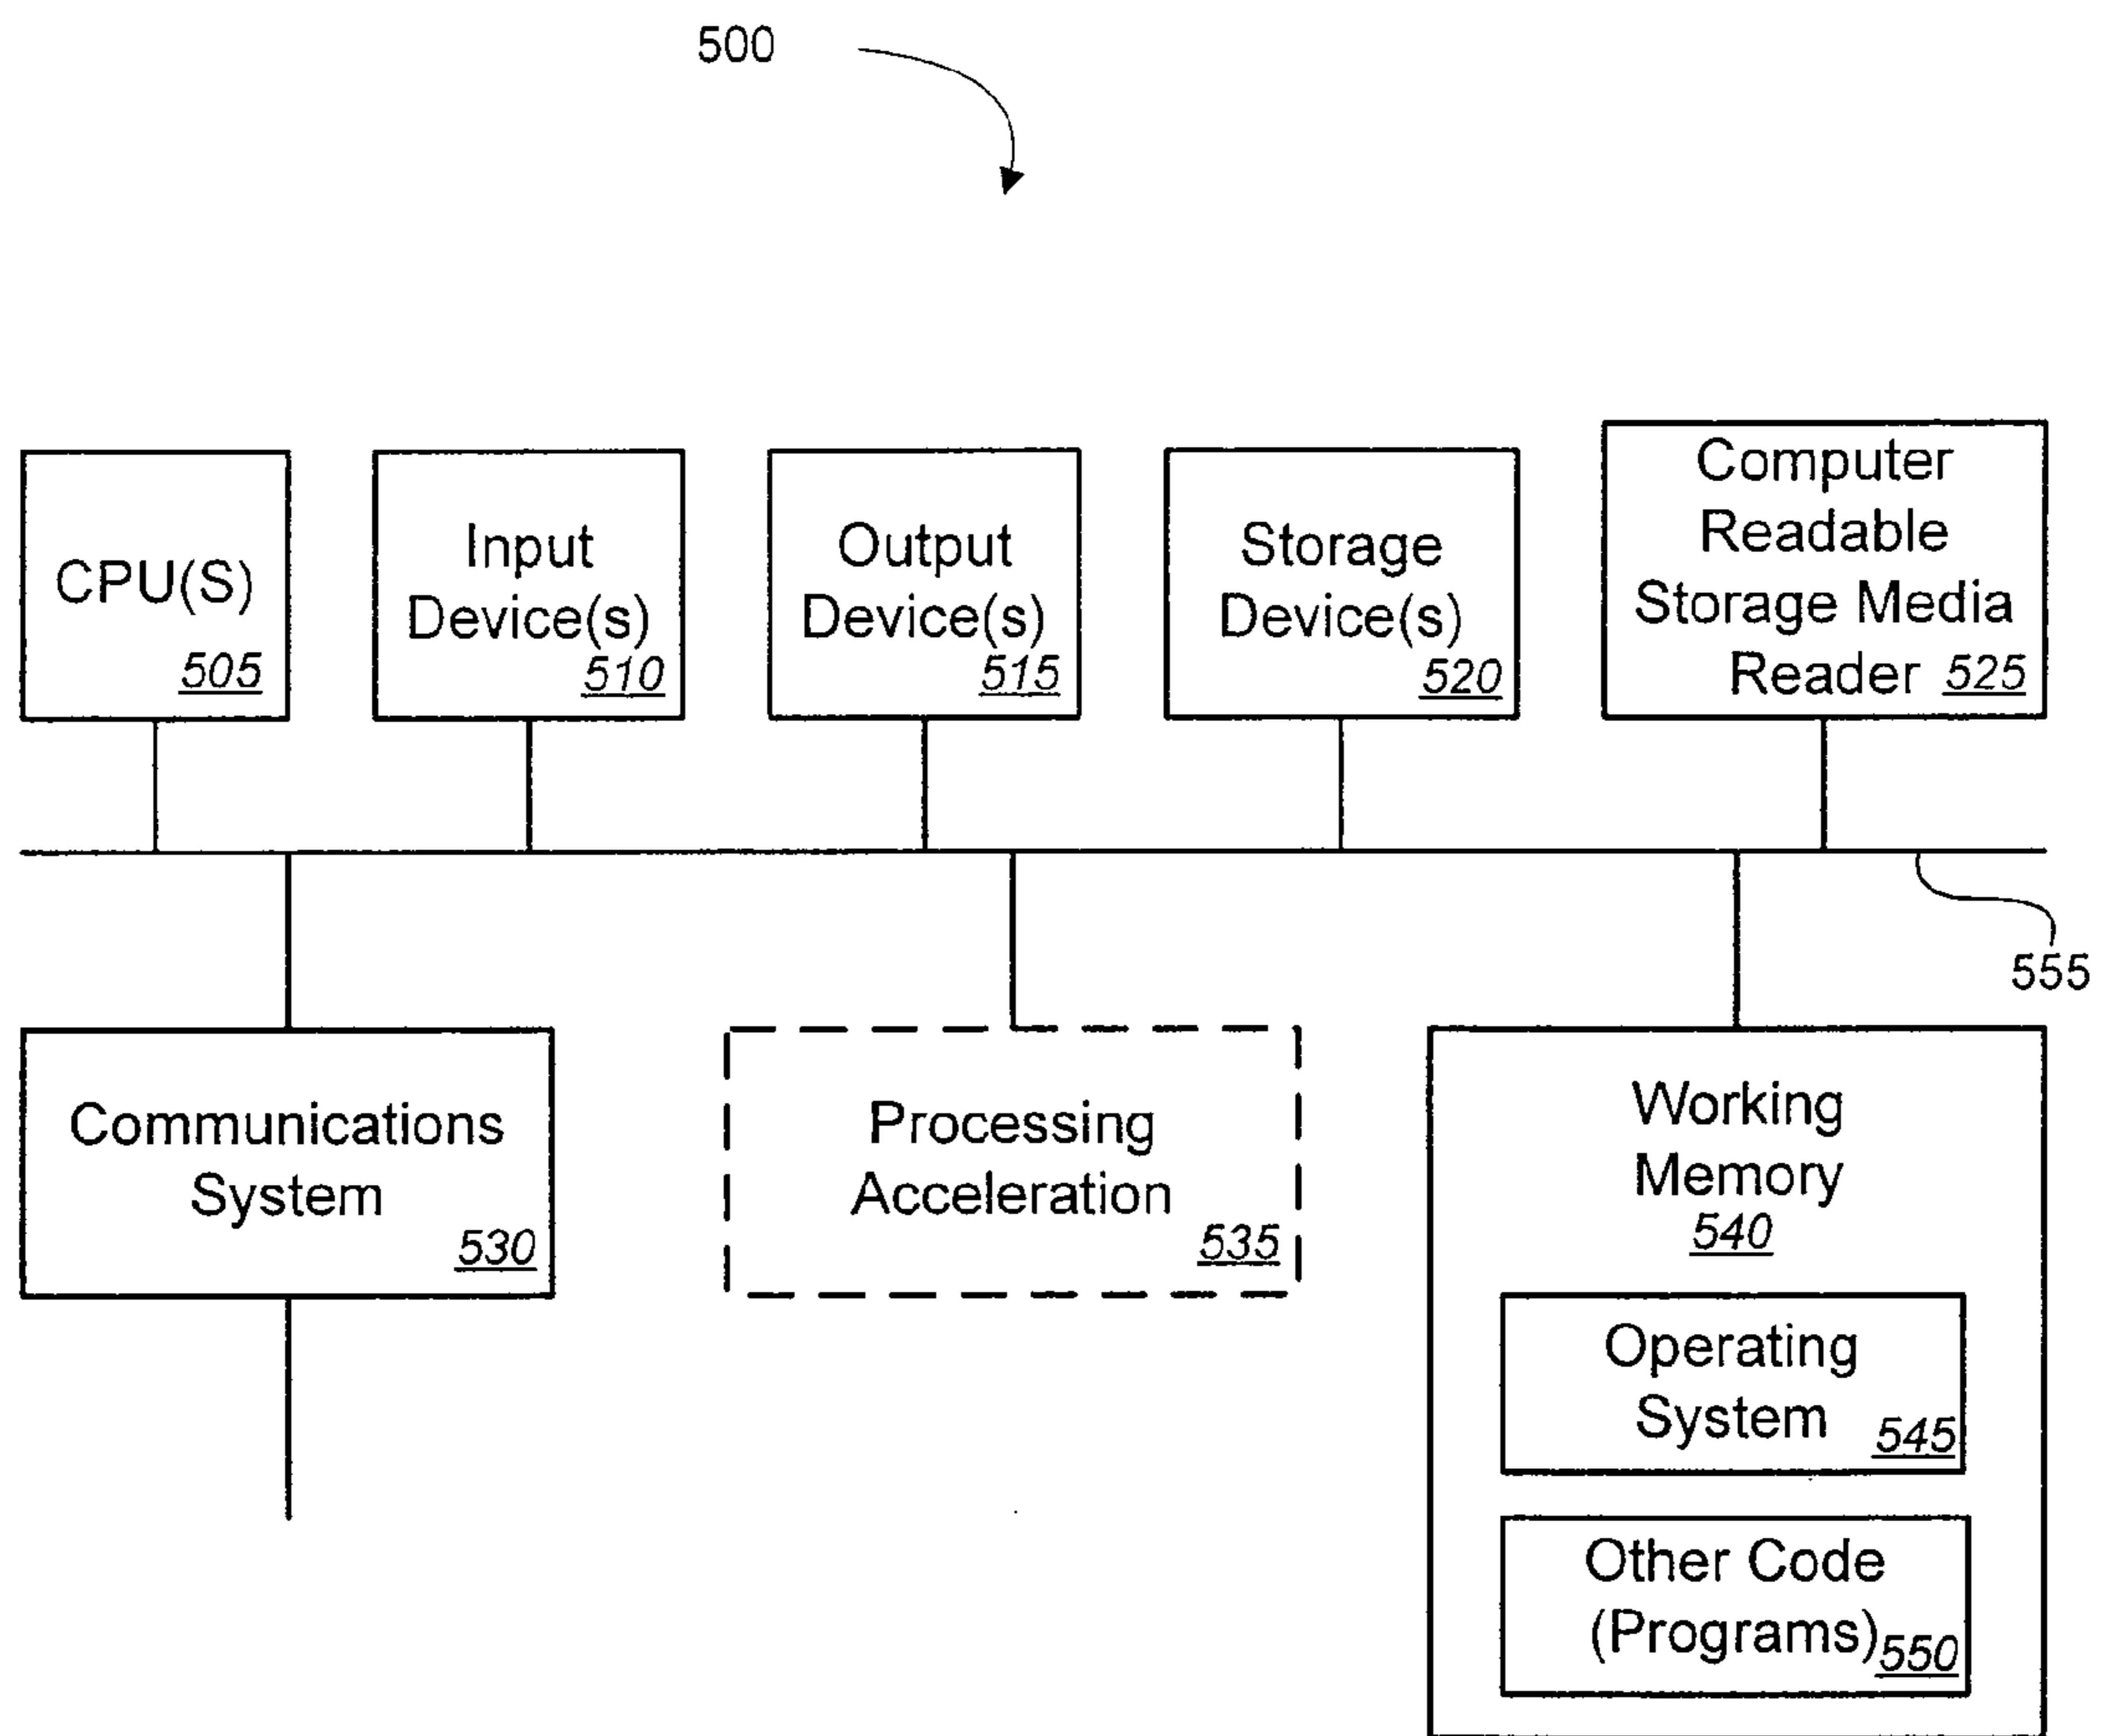 500
CPU(S)
505
Input
Device(s)
510
Output
Device(s)
515
Storage
Device(s)
520
Computer
Readable
Storage Media
Reader 525
555
Communications
System
530
Processing
Acceleration
535
Working
Memory
540
Operating
System
545
Other Code
(Programs)
550